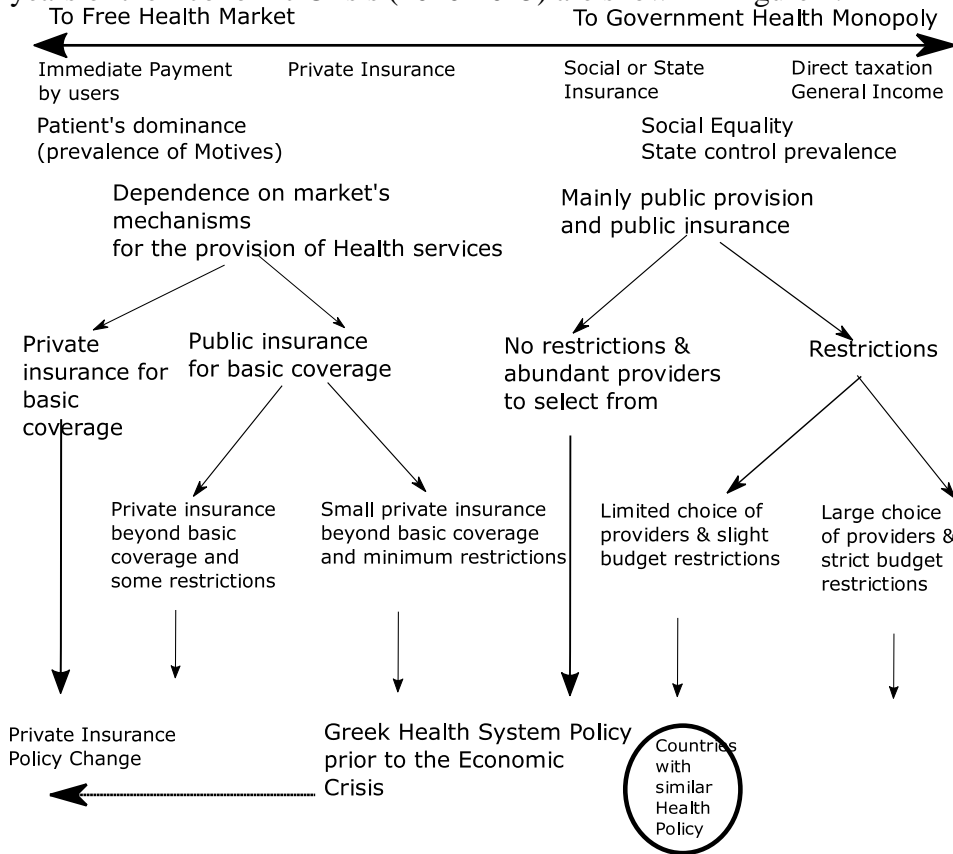 To Free Health Market
To Government Health Monopoly
Immediate Payment
by users
Private Insurance
Social or State
Insurance
Direct taxation
General Income
Patient's dominance
(prevalence of Motives)
Social Equality
State control prevalence
Dependence on market's
mechanisms
for the provision of Health services
Mainly public provision
and public insurance
Private
insurance for
basic
coverage
Public insurance
for basic coverage
No restrictions &
abundant providers
to select from
Restrictions
Private insurance
beyond basic
coverage and
some restrictions
Small private insurance
beyond basic coverage
and minimum restrictions
Limited choice of
providers & slight
budget restrictions
Large choice
of providers &
strict budget
restrictions
Private Insurance
Policy Change
Greek Health System Policy
prior to the Economic
Crisis
Countries
with
similar
Health
Policy